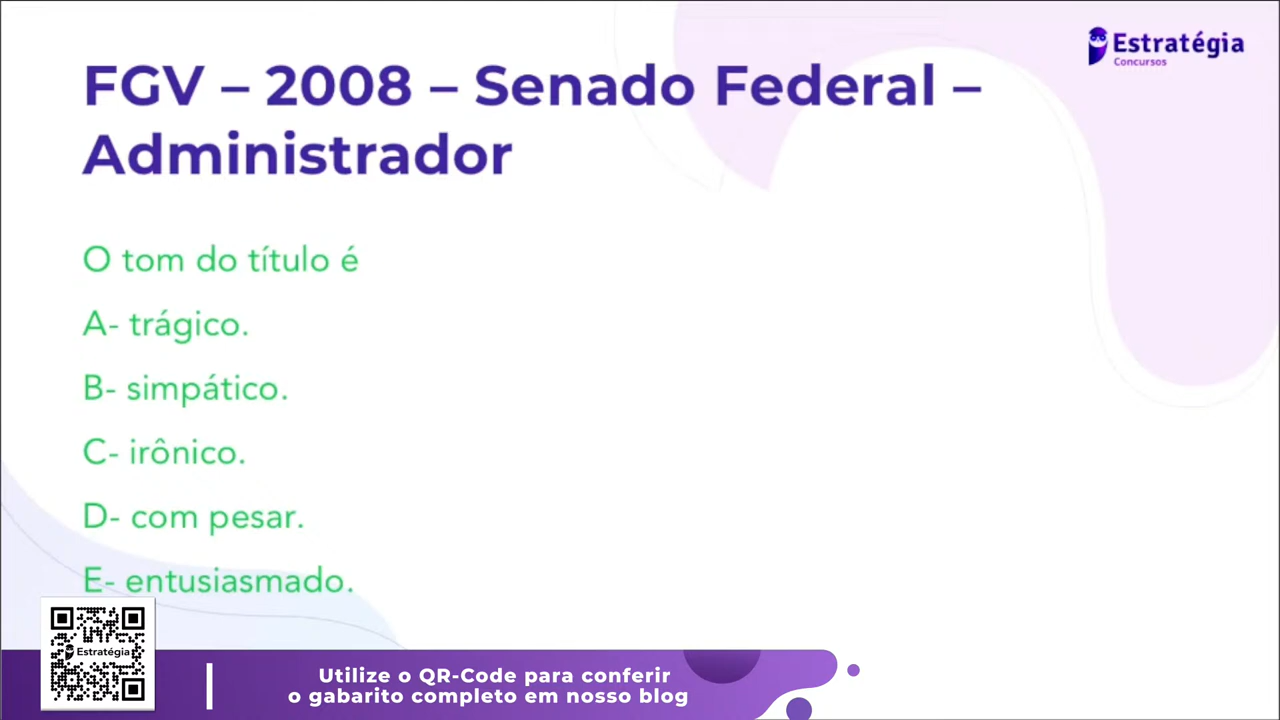 Estratégia
Concursos
FGV – 2008 – Senado Federal –
Administrador
O tom do título é
A- trágico.
B- simpático.
C- irônico.
D- com pesar.
E- entusiasmado.
Estratégia
Utilize o QR-Code para conferir
o gabarito completo em nosso blog